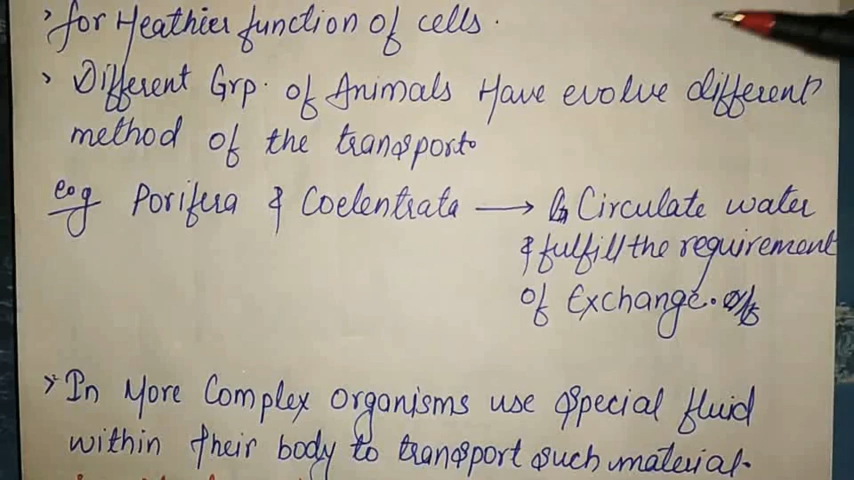 › for Heathier function of cells.
› Different Grp. of Animals Have evolve different
method of the transport.
e.g Porifera & Coelentrata → Circulate water
& fulfill the requirement
of Exchange.
› In More Complex organisms use special fluid
within their body to transport such material.